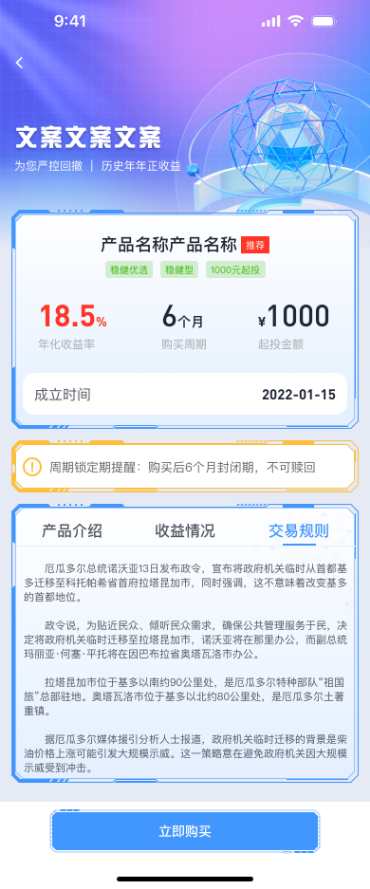 9:41
文案文案文案
为您严控回撤 | 历史年年正收益
产品名称产品名称 推荐
稳健优选 稳健型 1000元起投
18.5% 6个月 ¥1000
年化收益率 购买周期 起投金额
成立时间 2022-01-15
周期锁定期提醒：购买后6个月封闭期，不可赎回
产品介绍 收益情况 交易规则
厄瓜多尔总统诺沃亚13日发布政令，宣布将政府机关临时从首都基
多迁移至科托帕希省首府拉塔昆加市，同时强调，这不意味着改变基多
的首都地位。
政令说，为贴近民众、倾听民众需求，确保公共管理服务于民，决
定将政府机关临时迁移至拉塔昆加市，诺沃亚将在那里办公，而副总统
玛丽亚·何塞·平托将在因巴布拉省奥塔瓦洛市办公。
拉塔昆加市位于基多以南约90公里处，是厄瓜多尔特种部队“祖国
旅”总部驻地。奥塔瓦洛市位于基多以北约80公里处，是厄瓜多尔土著
重镇。
据厄瓜多尔媒体援引分析人士报道，政府机关临时迁移的背景是柴
油价格上涨可能引发大规模示威。这一策略意在避免政府机关因大规模
示威受到冲击。
立即购买